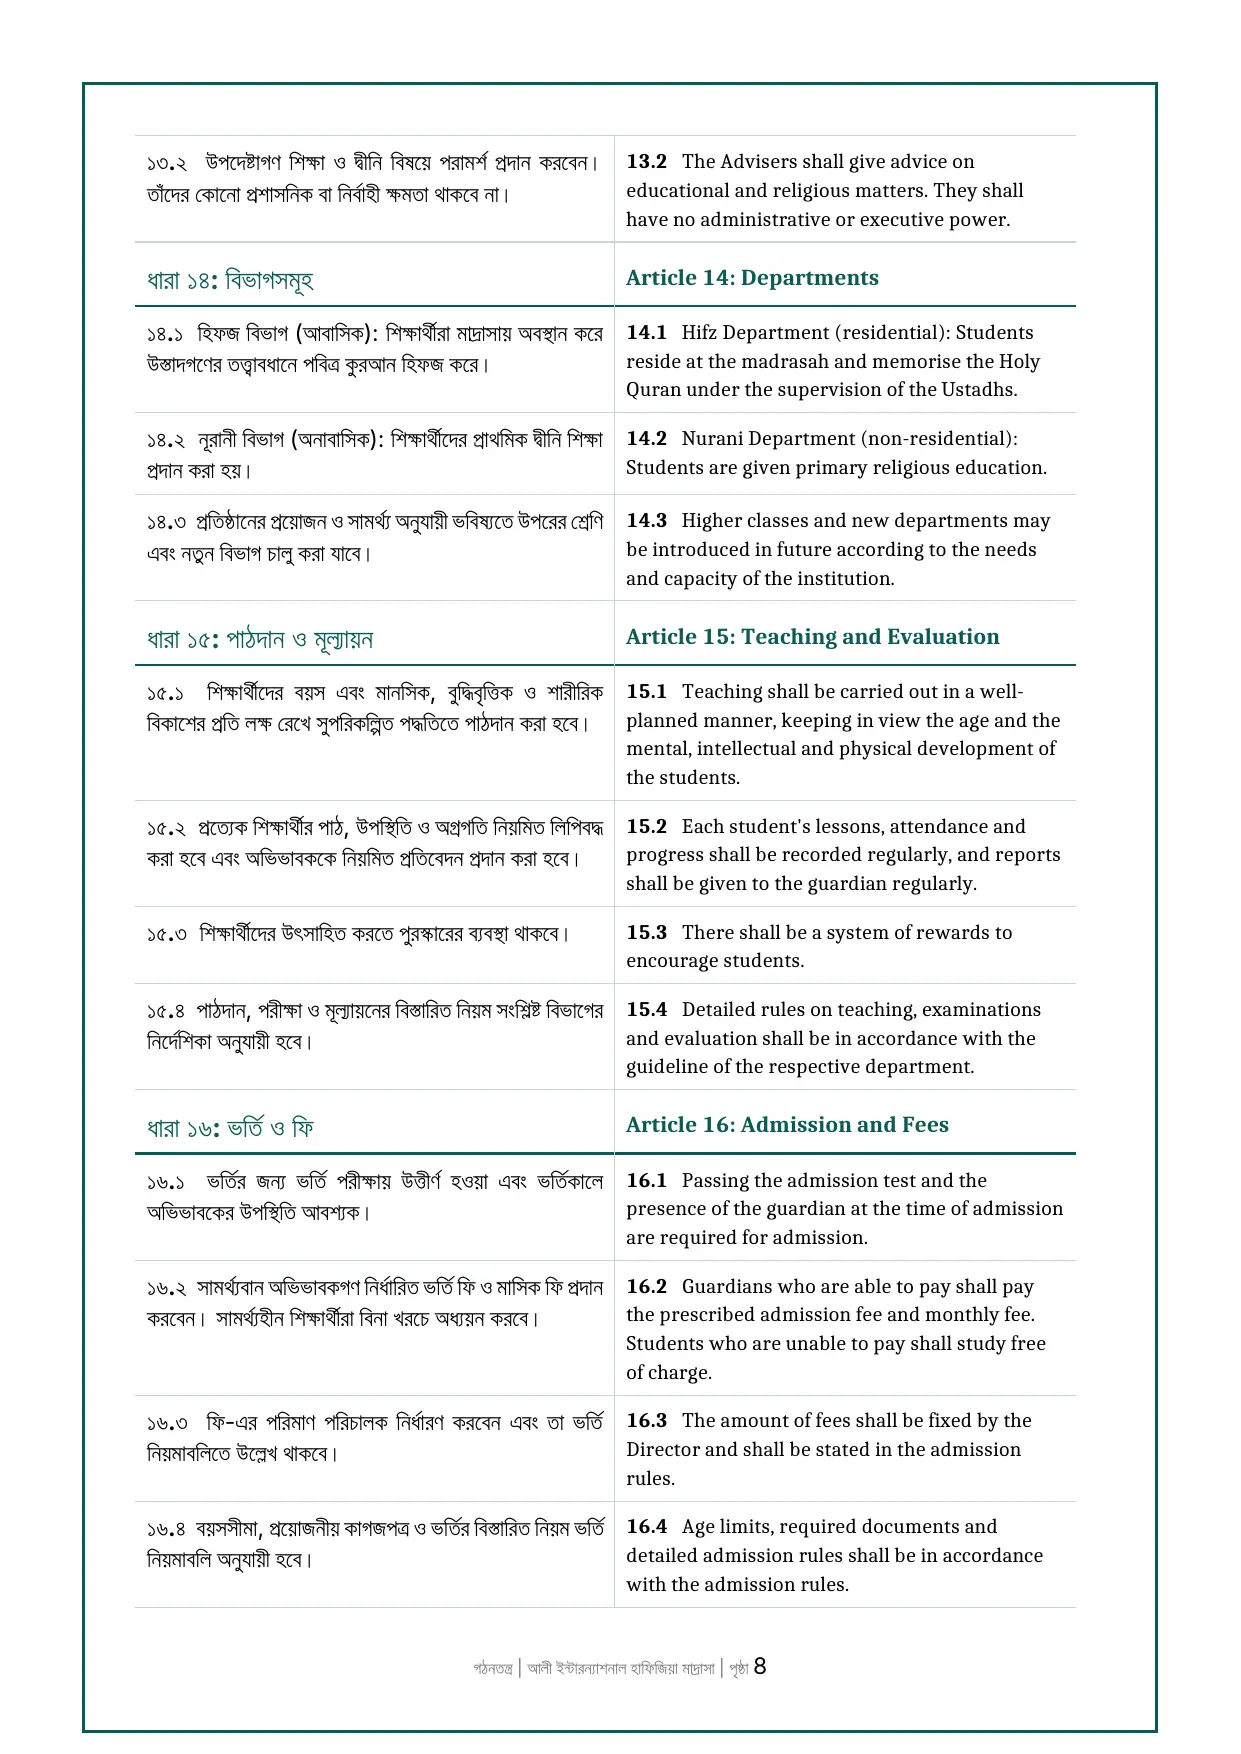 ১৩.২ উপদেষ্টাগণ শিক্ষা ও দ্বীনি বিষয়ে পরামর্শ প্রদান করবেন।
তাঁদের কোনো প্রশাসনিক বা নির্বাহী ক্ষমতা থাকবে না।
13.2 The Advisers shall give advice on
educational and religious matters. They shall
have no administrative or executive power.
ধারা ১৪: বিভাগসমূহ
Article 14: Departments
১৪.১ হিফজ বিভাগ (আবাসিক): শিক্ষার্থীরা মাদ্রাসায় অবস্থান করে
উস্তাদগণের তত্ত্বাবধানে পবিত্র কুরআন হিফজ করে।
14.1 Hifz Department (residential): Students
reside at the madrasah and memorise the Holy
Quran under the supervision of the Ustadhs.
১৪.২ নূরানী বিভাগ (অনাবাসিক): শিক্ষার্থীদের প্রাথমিক দ্বীনি শিক্ষা
প্রদান করা হয়।
14.2 Nurani Department (non-residential):
Students are given primary religious education.
১৪.৩ প্রতিষ্ঠানের প্রয়োজন ও সামর্থ্য অনুযায়ী ভবিষ্যতে উপরের শ্রেণি
এবং নতুন বিভাগ চালু করা যাবে।
14.3 Higher classes and new departments may
be introduced in future according to the needs
and capacity of the institution.
ধারা ১৫: পাঠদান ও মূল্যায়ন
Article 15: Teaching and Evaluation
১৫.১ শিক্ষার্থীদের বয়স এবং মানসিক, বুদ্ধিবৃত্তিক ও শারীরিক
বিকাশের প্রতি লক্ষ রেখে সুপরিকল্পিত পদ্ধতিতে পাঠদান করা হবে।
15.1 Teaching shall be carried out in a well-
planned manner, keeping in view the age and the
mental, intellectual and physical development of
the students.
১৫.২ প্রত্যেক শিক্ষার্থীর পাঠ, উপস্থিতি ও অগ্রগতি নিয়মিত লিপিবদ্ধ
করা হবে এবং অভিভাবককে নিয়মিত প্রতিবেদন প্রদান করা হবে।
15.2 Each student's lessons, attendance and
progress shall be recorded regularly, and reports
shall be given to the guardian regularly.
১৫.৩ শিক্ষার্থীদের উৎসাহিত করতে পুরস্কারের ব্যবস্থা থাকবে।
15.3 There shall be a system of rewards to
encourage students.
১৫.৪ পাঠদান, পরীক্ষা ও মূল্যায়নের বিস্তারিত নিয়ম সংশ্লিষ্ট বিভাগের
নির্দেশিকা অনুযায়ী হবে।
15.4 Detailed rules on teaching, examinations
and evaluation shall be in accordance with the
guideline of the respective department.
ধারা ১৬: ভর্তি ও ফি
Article 16: Admission and Fees
১৬.১ ভর্তির জন্য ভর্তি পরীক্ষায় উত্তীর্ণ হওয়া এবং ভর্তিকালে
অভিভাবকের উপস্থিতি আবশ্যক।
16.1 Passing the admission test and the
presence of the guardian at the time of admission
are required for admission.
১৬.২ সামর্থ্যবান অভিভাবকগণ নির্ধারিত ভর্তি ফি ও মাসিক ফি প্রদান
করবেন। সামর্থ্যহীন শিক্ষার্থীরা বিনা খরচে অধ্যয়ন করবে।
16.2 Guardians who are able to pay shall pay
the prescribed admission fee and monthly fee.
Students who are unable to pay shall study free
of charge.
১৬.৩ ফি-এর পরিমাণ পরিচালক নির্ধারণ করবেন এবং তা ভর্তি
নিয়মাবলিতে উল্লেখ থাকবে।
16.3 The amount of fees shall be fixed by the
Director and shall be stated in the admission
rules.
১৬.৪ বয়সসীমা, প্রয়োজনীয় কাগজপত্র ও ভর্তির বিস্তারিত নিয়ম ভর্তি
নিয়মাবলি অনুযায়ী হবে।
16.4 Age limits, required documents and
detailed admission rules shall be in accordance
with the admission rules.
গঠনতন্ত্র | আলী ইন্টারন্যাশনাল হাফিজিয়া মাদ্রাসা | পৃষ্ঠা 8